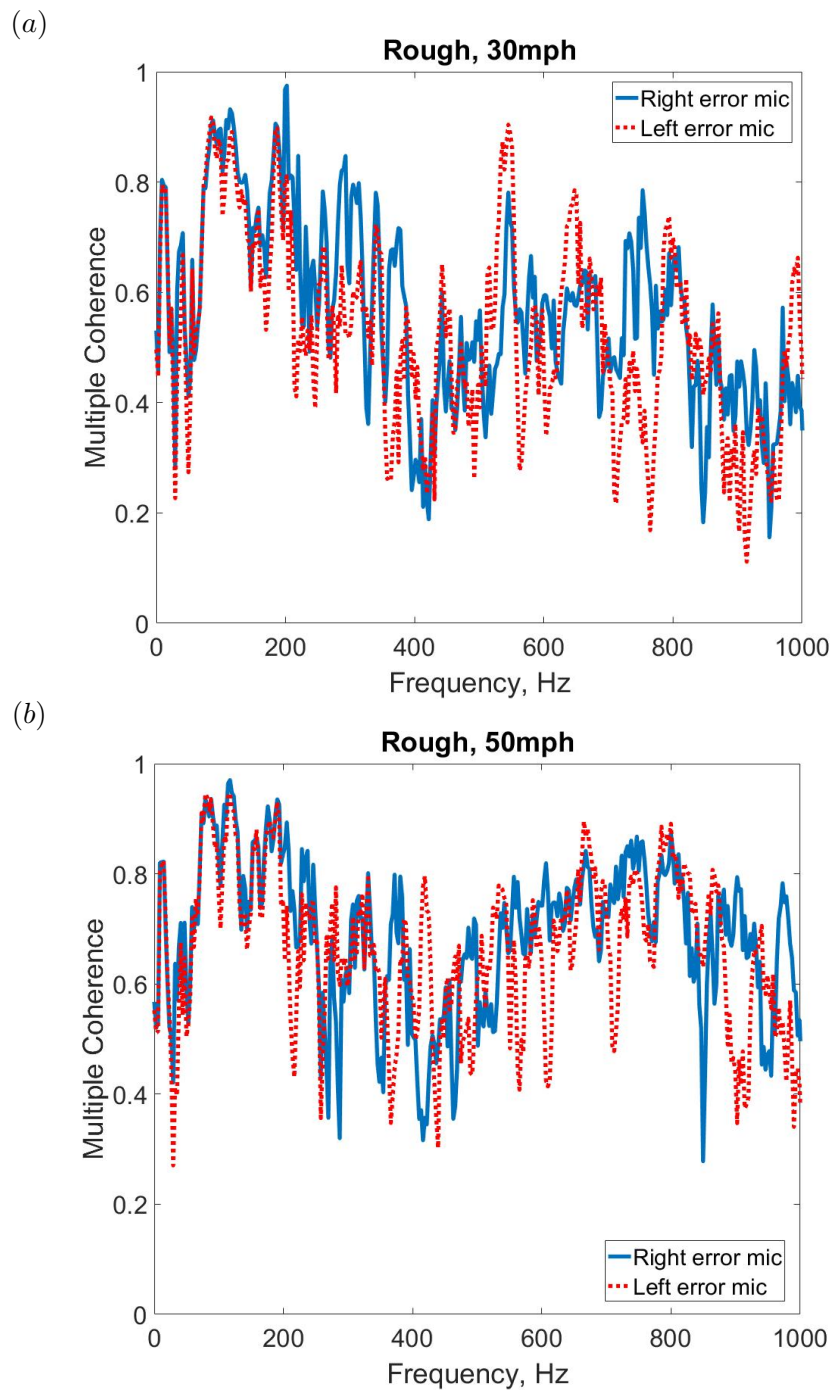 (a)
Rough, 30mph
Right error mic
Left error mic
Multiple Coherence
1
0.8
0.6
0.4
0.2
0
0 200 400 600 800 1000
Frequency, Hz
(b)
Rough, 50mph
Multiple Coherence
1
0.8
0.6
0.4
0.2
0
Right error mic
Left error mic
0 200 400 600 800 1000
Frequency, Hz